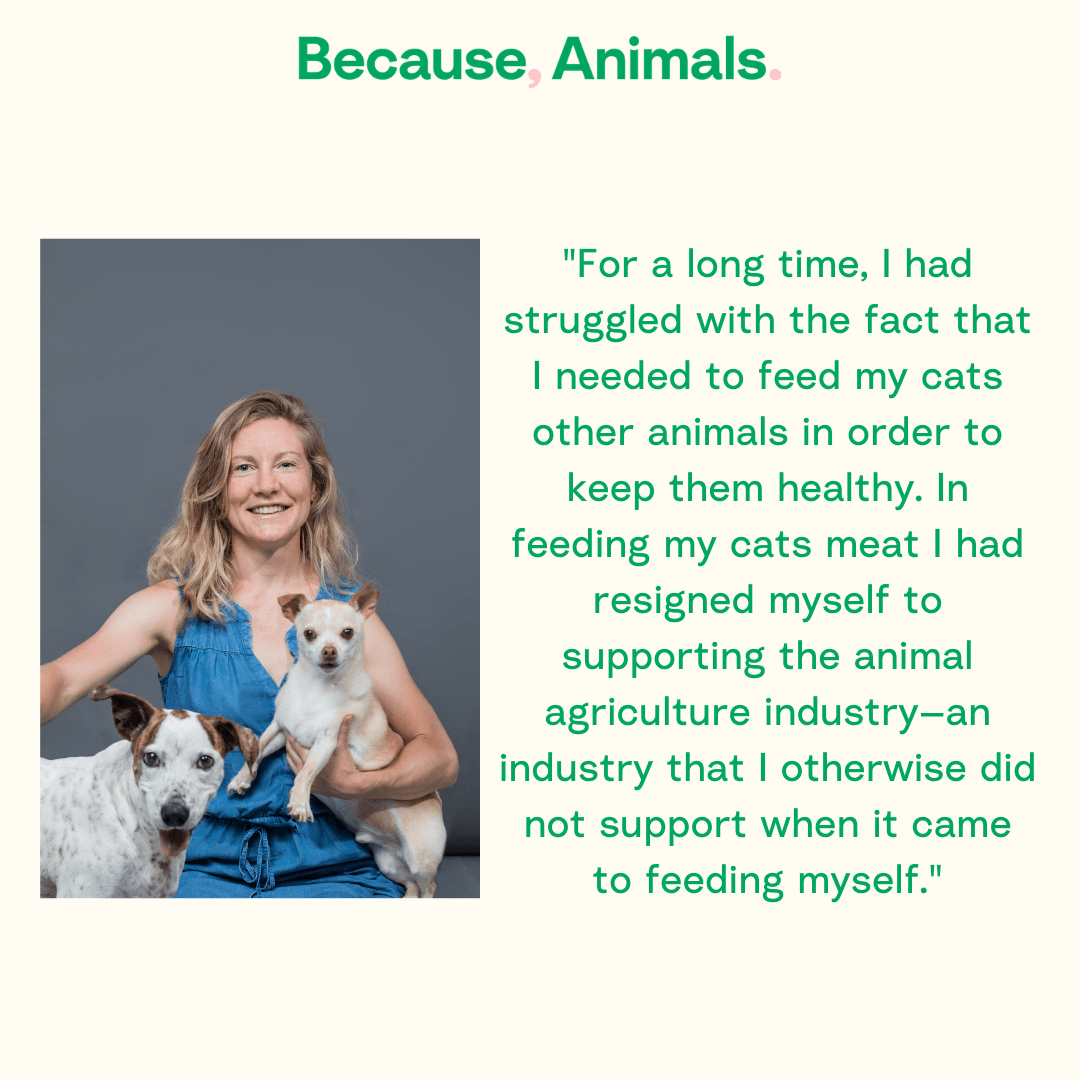 Because, Animals.
"For a long time, I had
struggled with the fact that
I needed to feed my cats
other animals in order to
keep them healthy. In
feeding my cats meat I had
resigned myself to
supporting the animal
agriculture industry—an
industry that I otherwise did
not support when it came
to feeding myself."